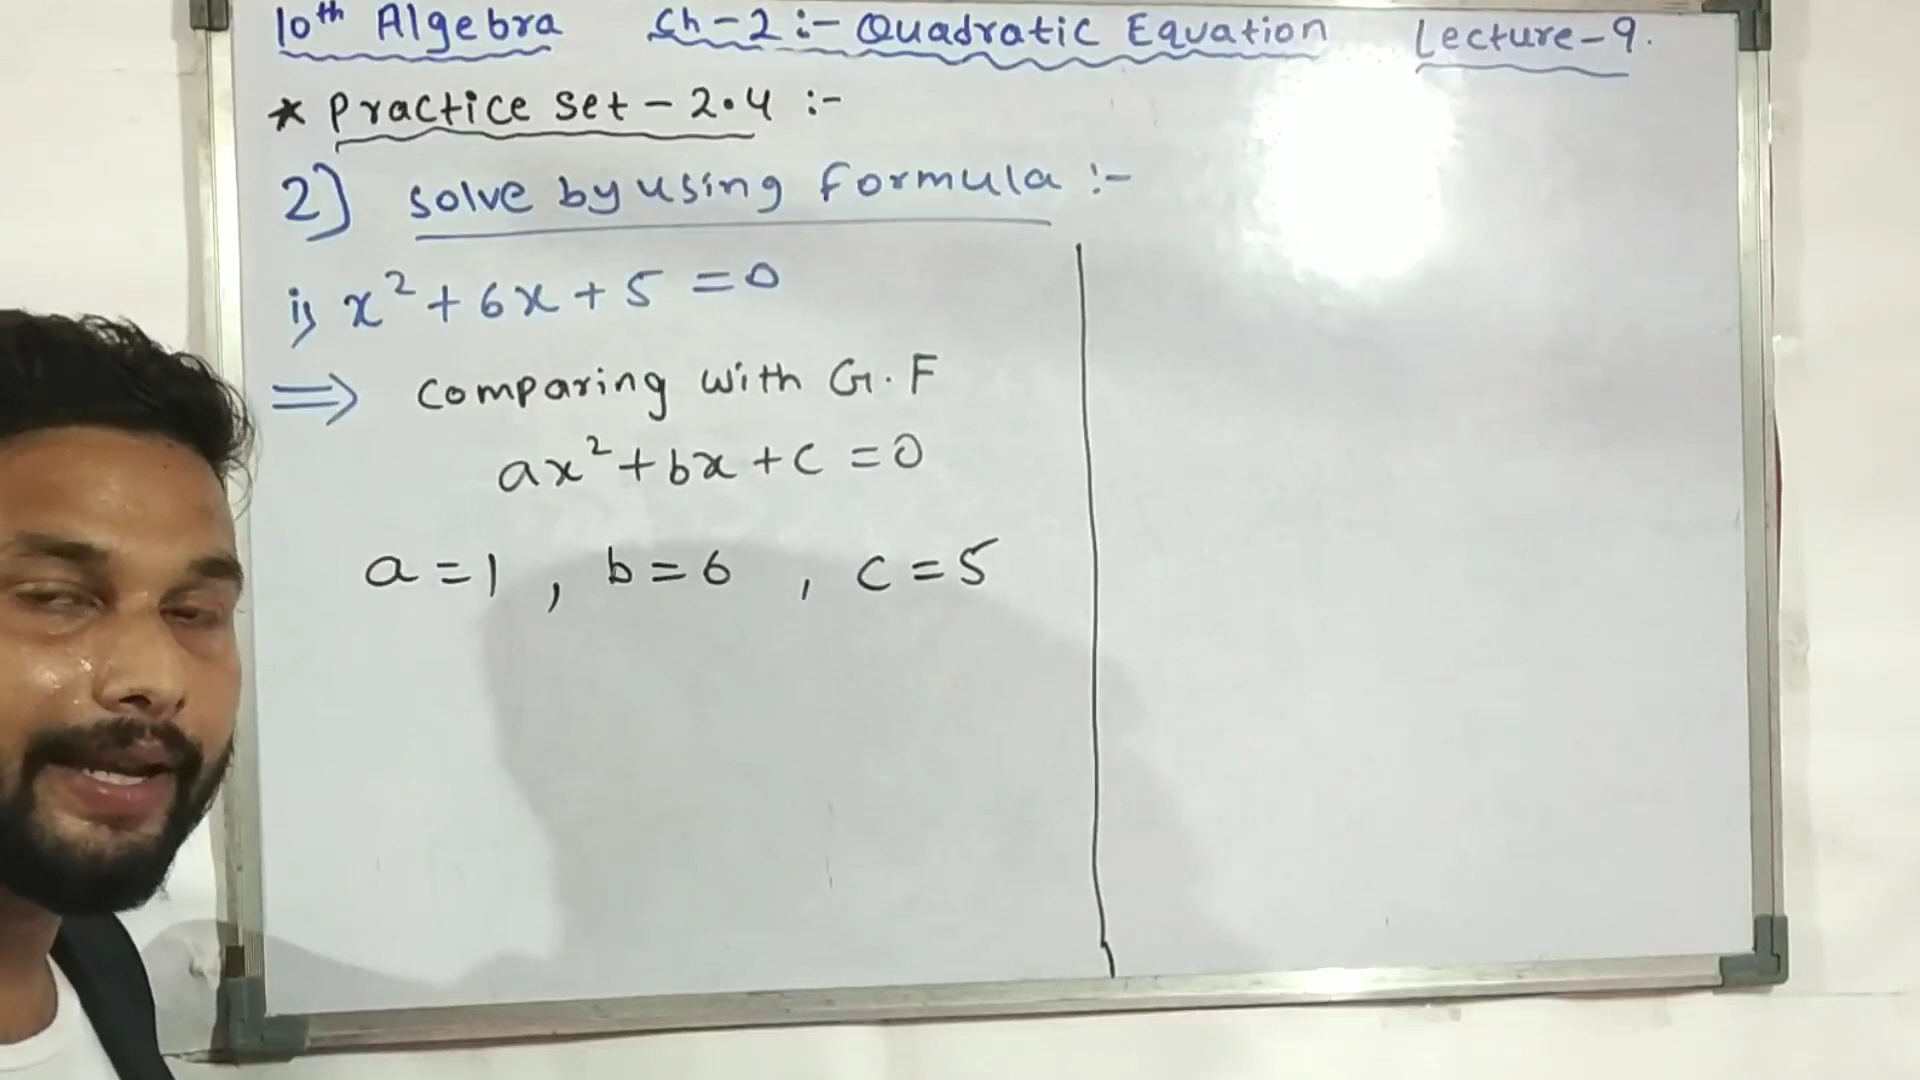 10th Algebra Ch-2:- Quadratic Equation Lecture-9.
* Practice set - 2.4 :-
2) solve by using formula :-
i) x² + 6x + 5 = 0
⇒ Comparing with G.F
ax² + bx + c = 0
a = 1 , b = 6 , c = 5